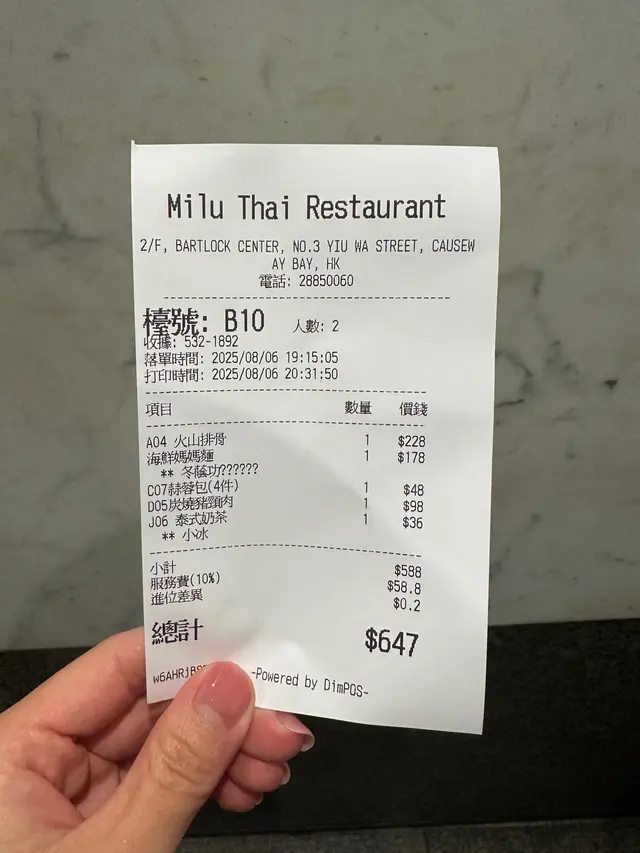 Milu Thai Restaurant
2/F, BARTLOCK CENTER, NO.3 YIU WA STREET, CAUSEW
AY BAY, HK
電話: 28850060
檯號: B10 人數: 2
收據: 532-1892
落單時間: 2025/08/06 19:15:05
打印時間: 2025/08/06 20:31:50
項目 數量 價錢
A04 火山排骨 1 $228
海鮮媽媽麵 1 $178
** 冬蔭功??????
C07蒜蓉包(4件) 1 $48
D05炭燒豬頸肉 1 $98
J06 泰式奶茶 1 $36
** 小冰
小計 $588
服務費(10%) $58.8
進位差異 $0.2
總計 $647
-Powered by DimPOS-